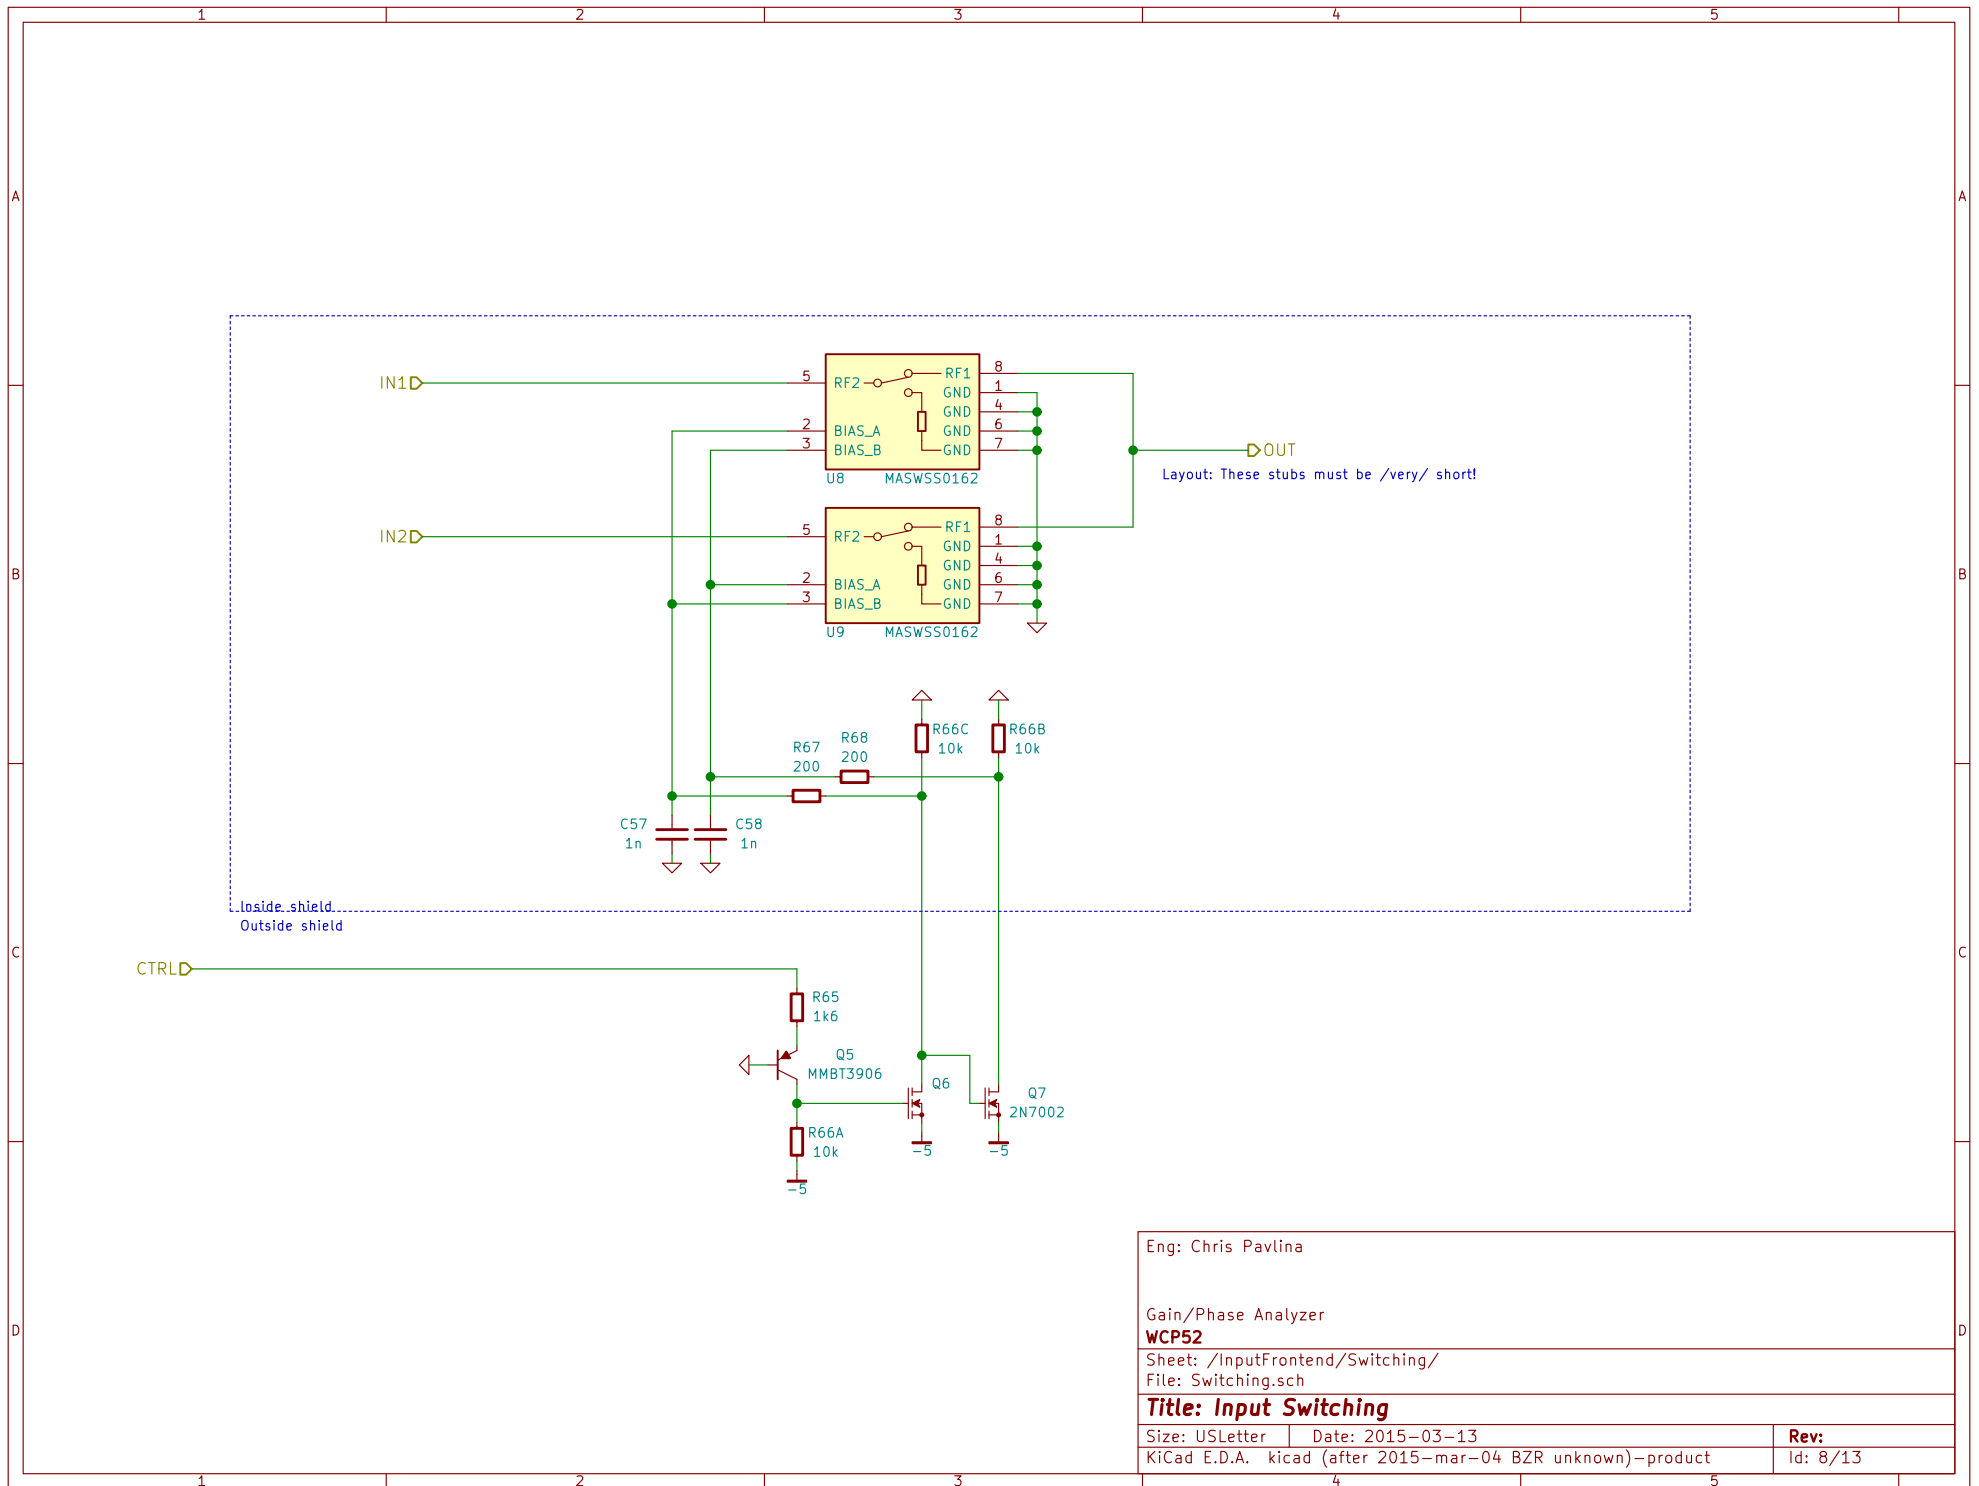 1 2 3 4 5
A A
IN1
5 RF2 RF1 8
GND 1
GND 4
2 BIAS_A GND 6
3 BIAS_B GND 7
U8 MASWSS0162
OUT
Layout: These stubs must be /very/ short!
IN2
5 RF2 RF1 8
GND 1
GND 4
2 BIAS_A GND 6
3 BIAS_B GND 7
U9 MASWSS0162
B B
R66C
10k
R66B
10k
R67
200
R68
200
C57
1n
C58
1n
Inside shield
Outside shield
C C
CTRL
R65
1k6
Q5
MMBT3906
Q6
Q7
2N7002
R66A
10k
-5
-5
-5
D D
Eng: Chris Pavlina
Gain/Phase Analyzer
WCP52
Sheet: /InputFrontend/Switching/
File: Switching.sch
Title: Input Switching
Size: USLetter Date: 2015-03-13 Rev:
KiCad E.D.A. kicad (after 2015-mar-04 BZR unknown)-product Id: 8/13
1 2 3 4 5